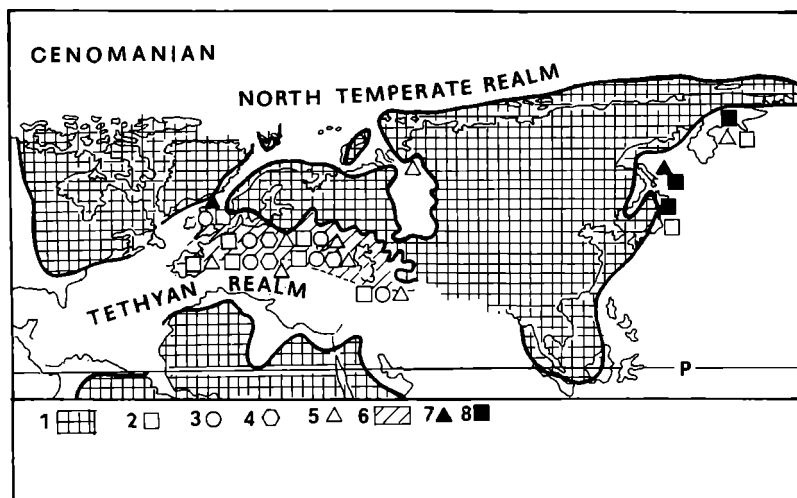 CENOMANIAN
NORTH TEMPERATE REALM
TETHYAN REALM
P
1 2 3 4 5 6 7 8